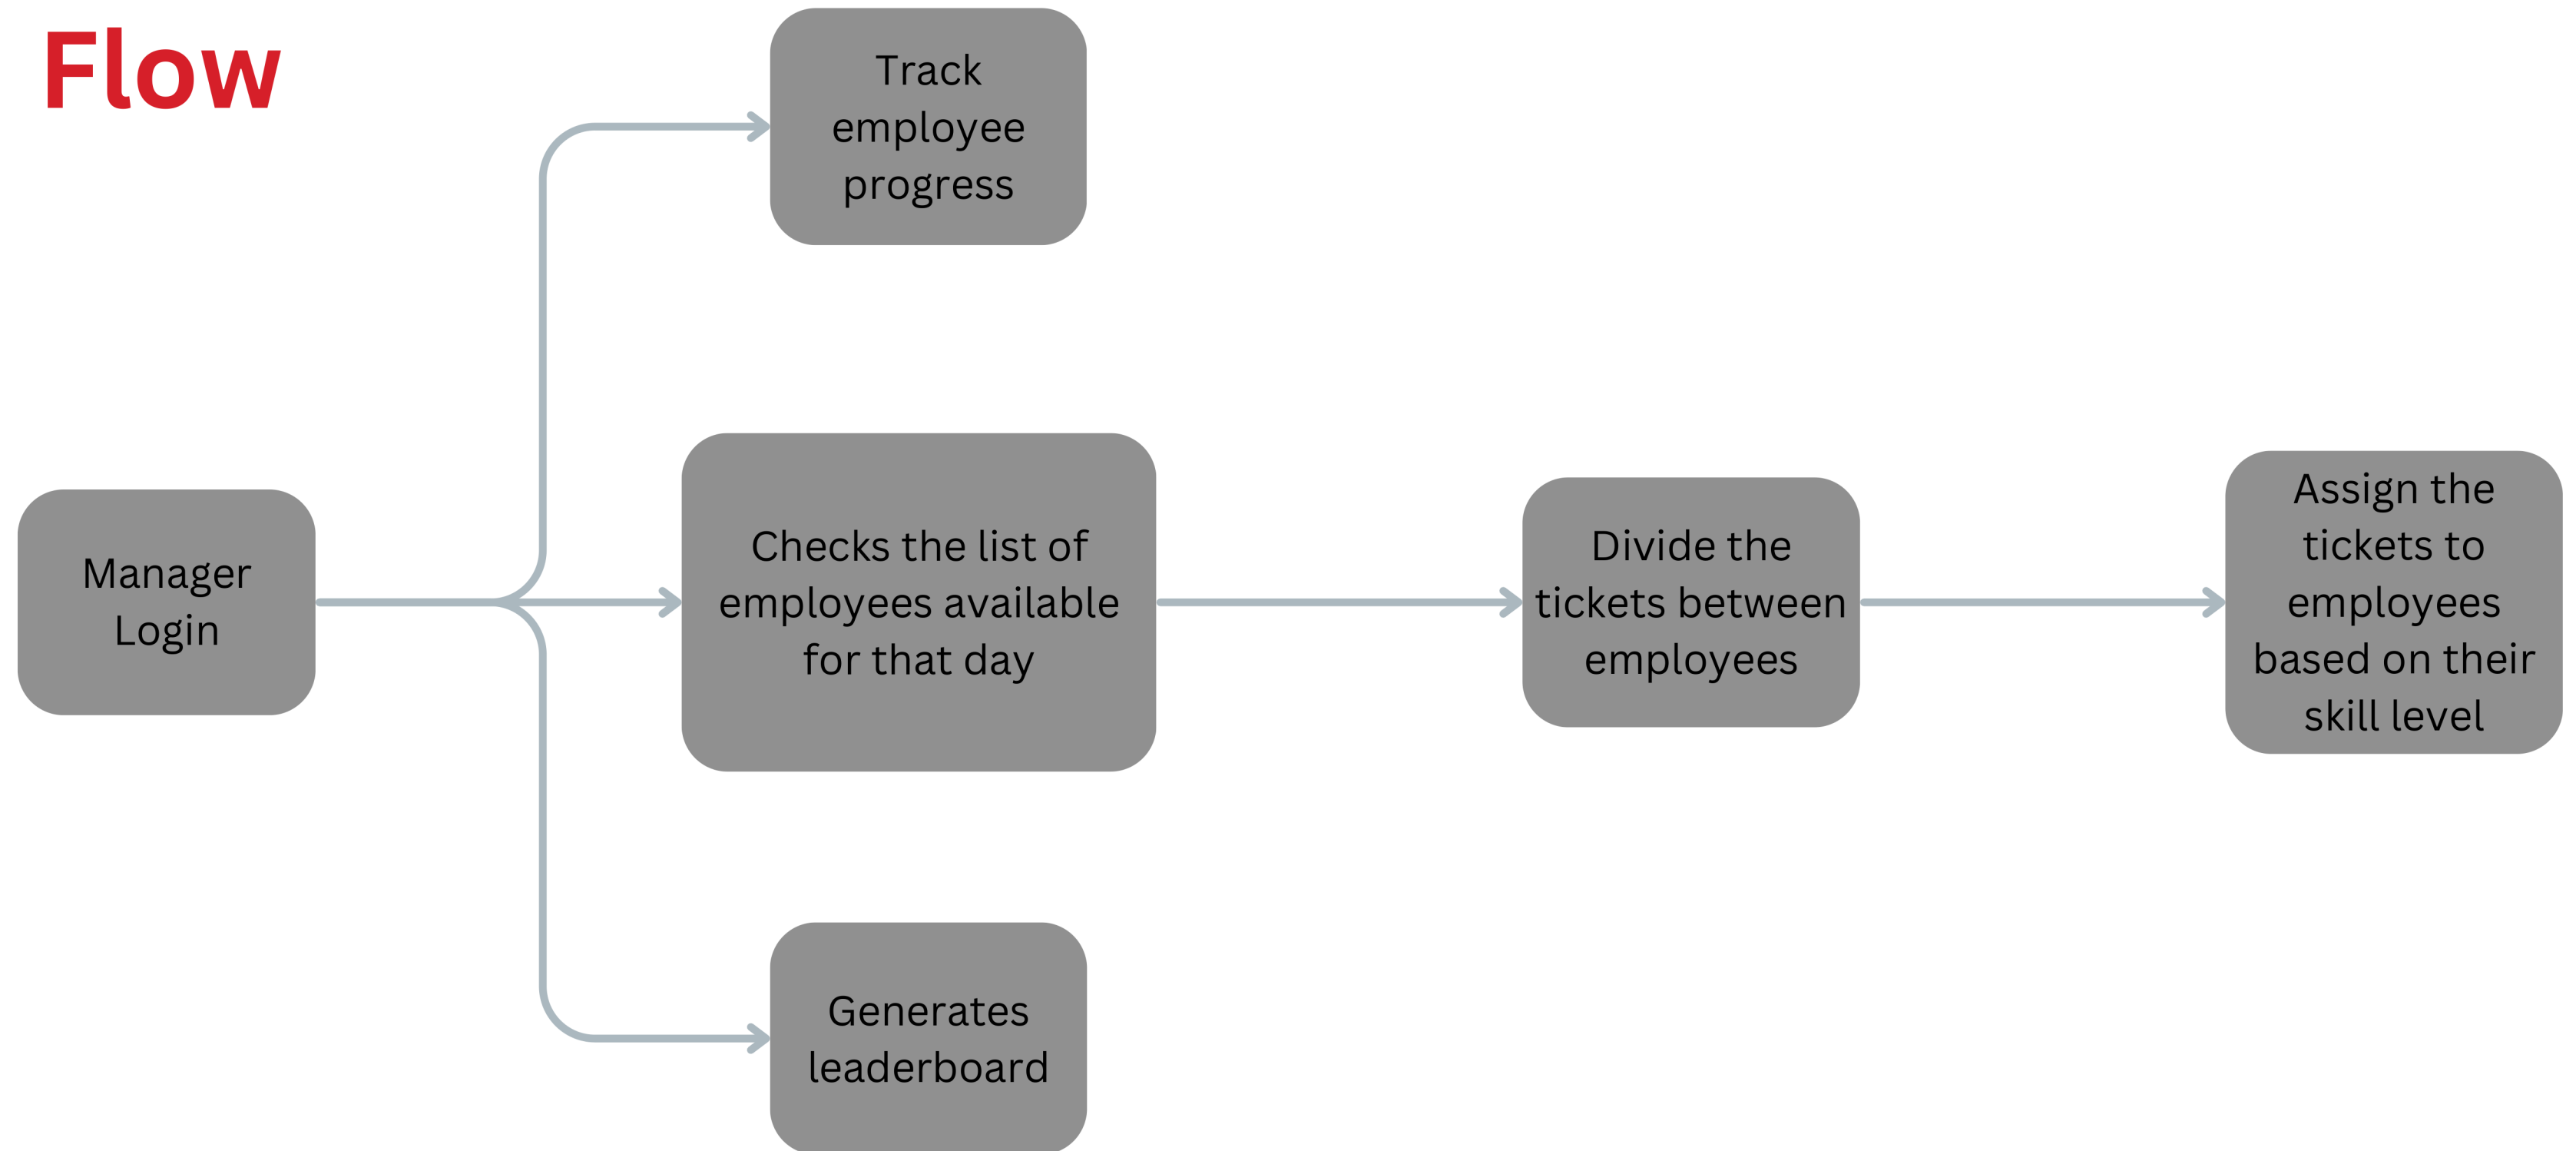 Flow
Track
employee
progress
Manager
Login
Checks the list of
employees available
for that day
Divide the
tickets between
employees
Assign the
tickets to
employees
based on their
skill level
Generates
leaderboard